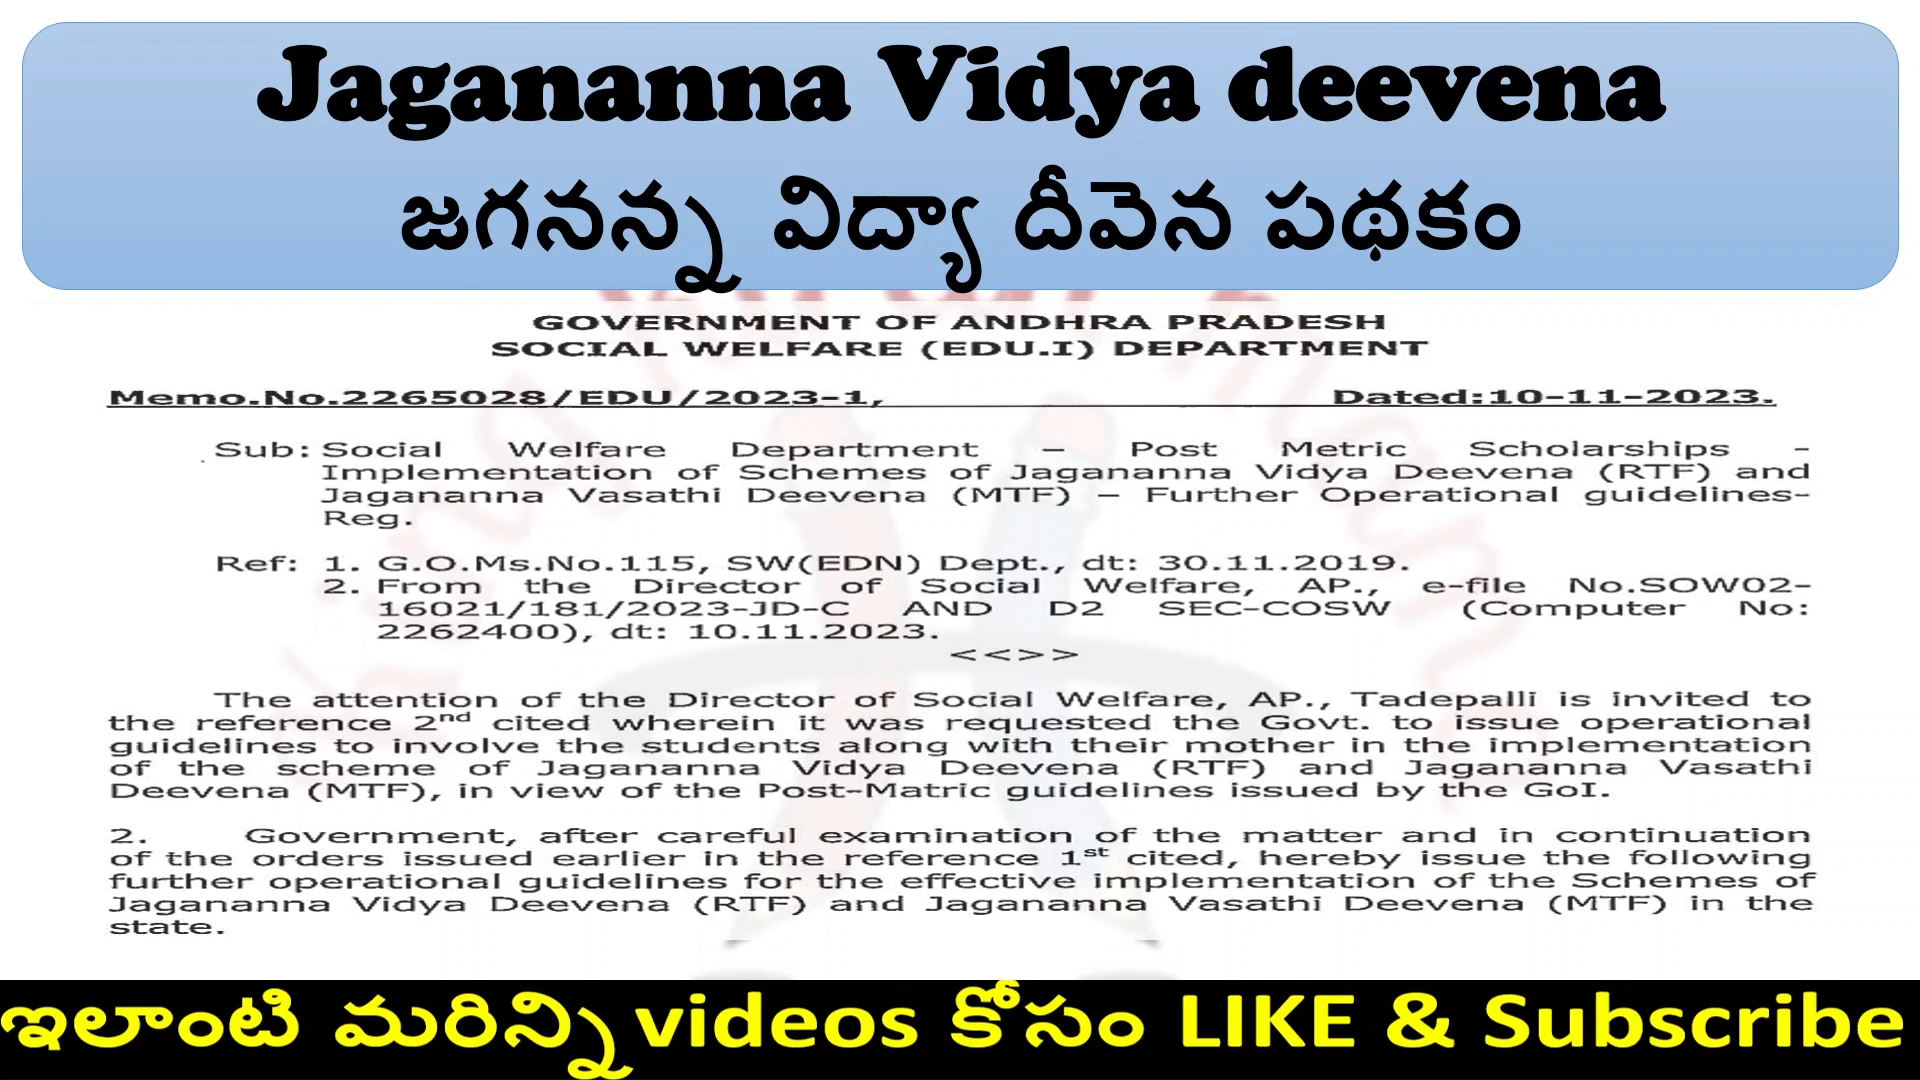 Jagananna Vidya deevena
జగనన్న విద్యా దీవెన పథకం
GOVERNMENT OF ANDHRA PRADESH
SOCIAL WELFARE (EDU.I) DEPARTMENT
Memo.No.2265028/EDU/2023-1, Dated:10-11-2023.
Sub: Social Welfare Department – Post Metric Scholarships -
Implementation of Schemes of Jagananna Vidya Deevena (RTF) and
Jagananna Vasathi Deevena (MTF) – Further Operational guidelines-
Reg.
Ref: 1. G.O.Ms.No.115, SW(EDN) Dept., dt: 30.11.2019.
2. From the Director of Social Welfare, AP., e-file No.SOW02-
16021/181/2023-JD-C AND D2 SEC-COSW (Computer No:
2262400), dt: 10.11.2023.
<<>>
The attention of the Director of Social Welfare, AP., Tadepalli is invited to
the reference 2nd cited wherein it was requested the Govt. to issue operational
guidelines to involve the students along with their mother in the implementation
of the scheme of Jagananna Vidya Deevena (RTF) and Jagananna Vasathi
Deevena (MTF), in view of the Post-Matric guidelines issued by the GoI.
2. Government, after careful examination of the matter and in continuation
of the orders issued earlier in the reference 1st cited, hereby issue the following
further operational guidelines for the effective implementation of the Schemes of
Jagananna Vidya Deevena (RTF) and Jagananna Vasathi Deevena (MTF) in the
state.
ఇలాంటి మరిన్ని videos కోసం LIKE & Subscribe